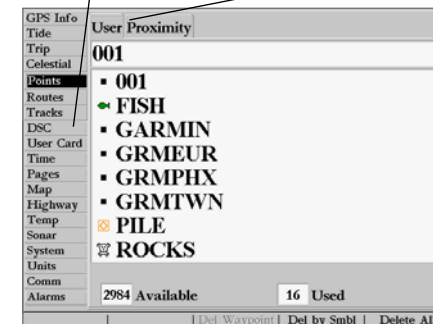 GPS Info
Tide
Trip
Celestial
Points
Routes
Tracks
DSC
User Card
Time
Pages
Map
Highway
Temp
Sonar
System
Units
Comm
Alarms
User Proximity
001
001
FISH
GARMIN
GRMEUR
GRMPHX
GRMTWN
PILE
ROCKS
2984 Available 16 Used
Del Waypoint Del by Smbl Delete Al